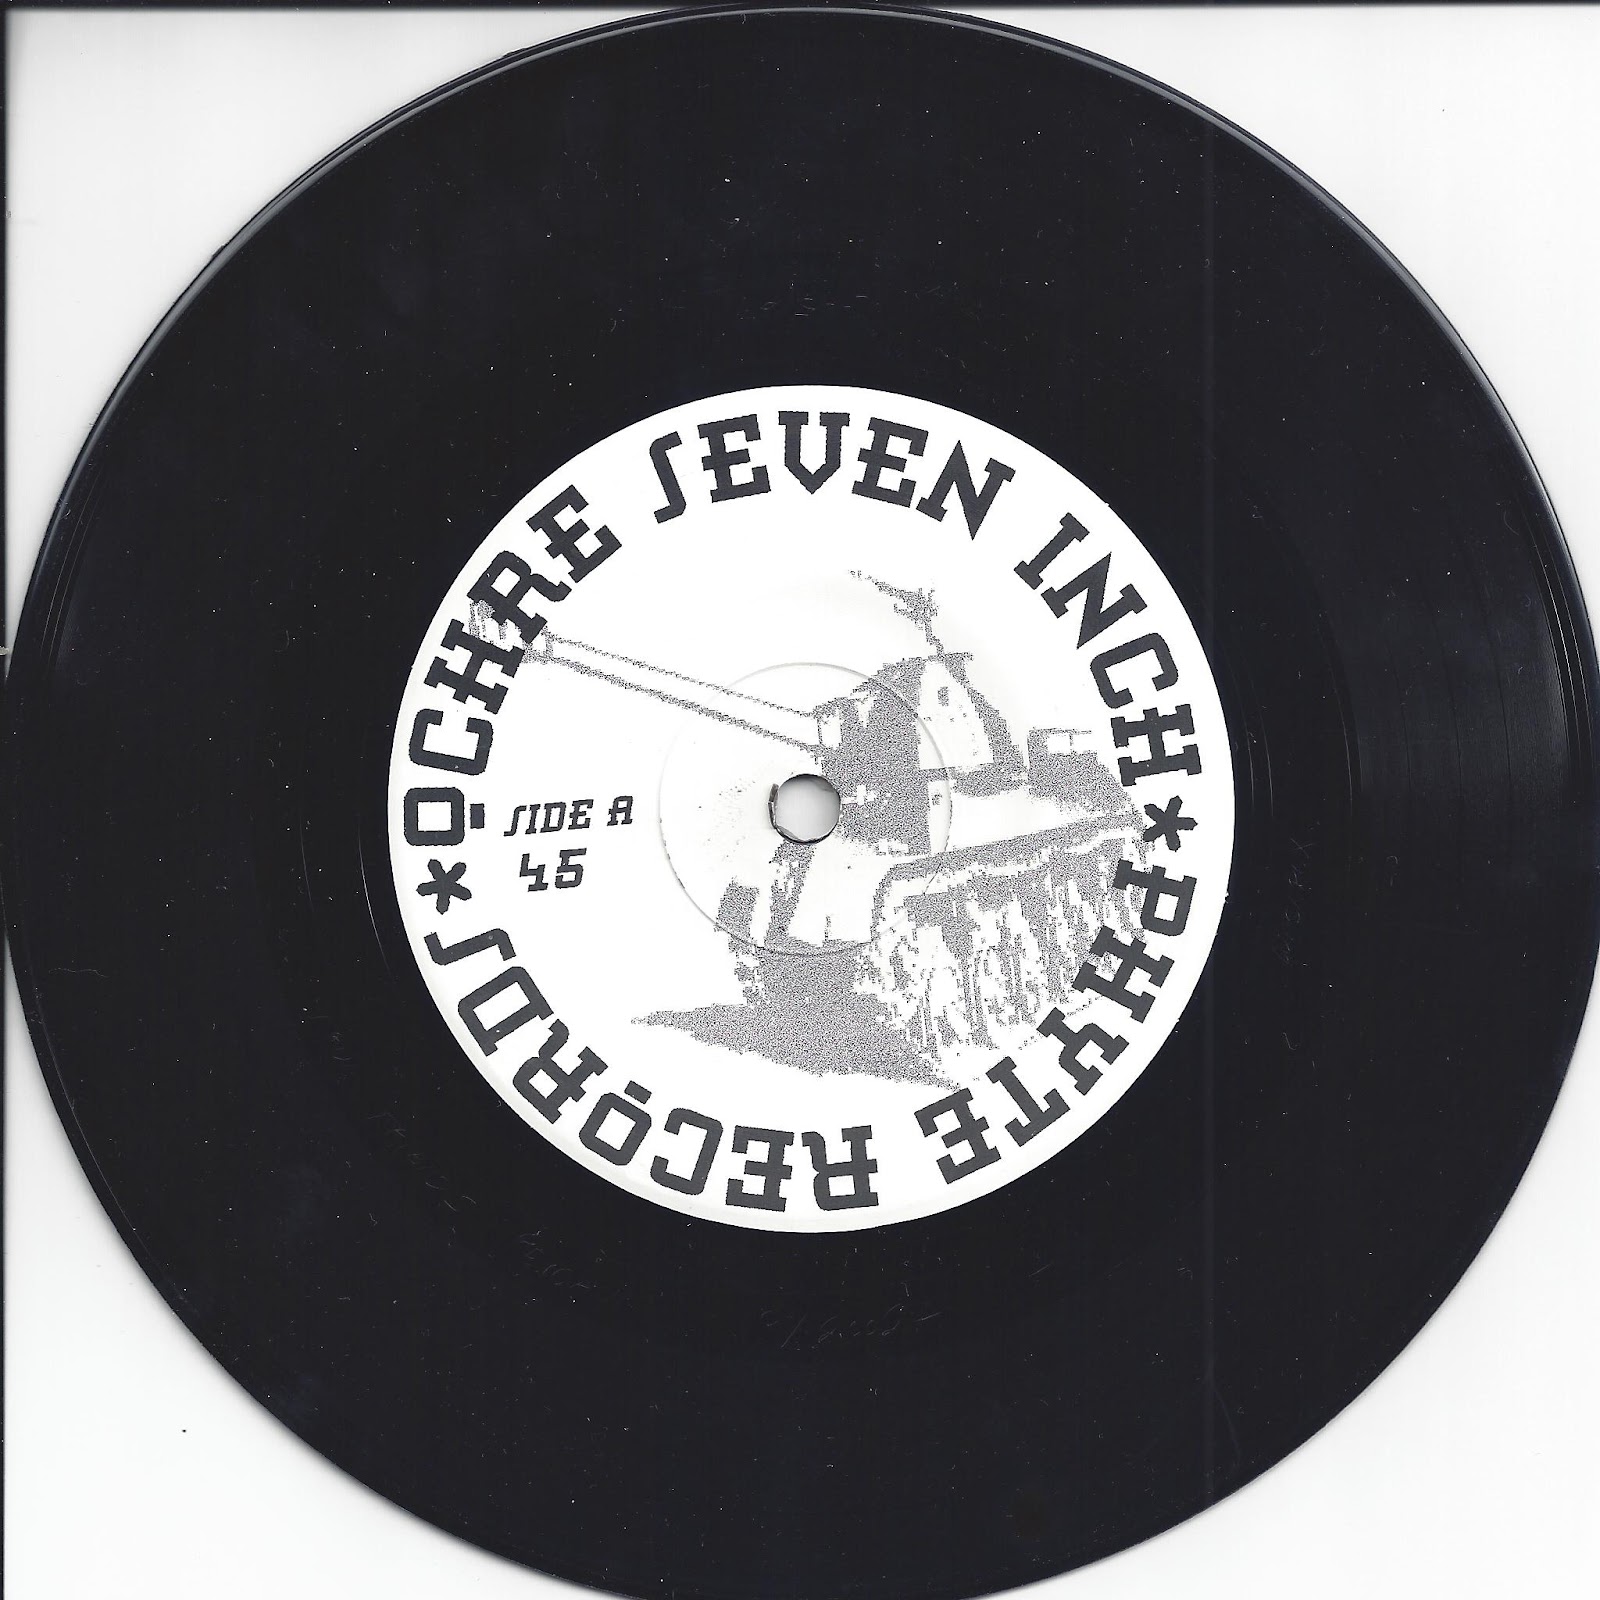 OCHRE SEVEN INCH * PHYTE RECORDS *
SIDE A
45